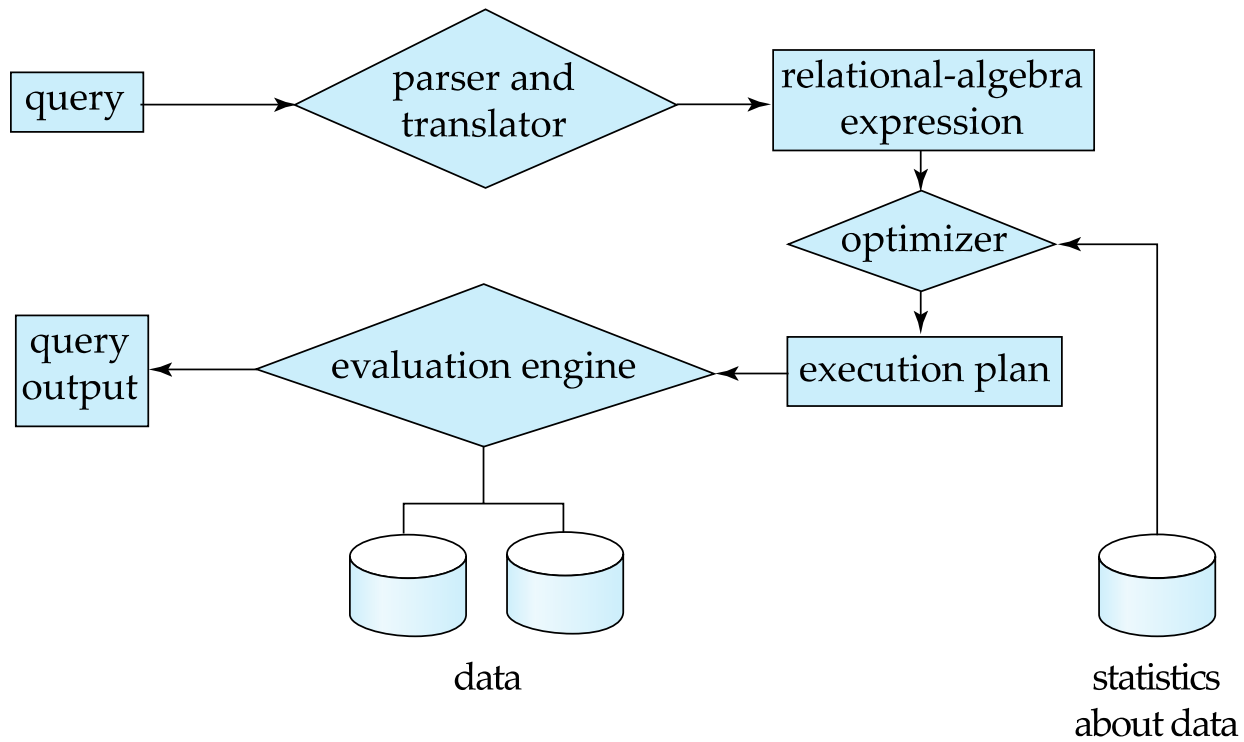 query
parser and
translator
relational-algebra
expression
optimizer
query
output
evaluation engine
execution plan
data
statistics
about data